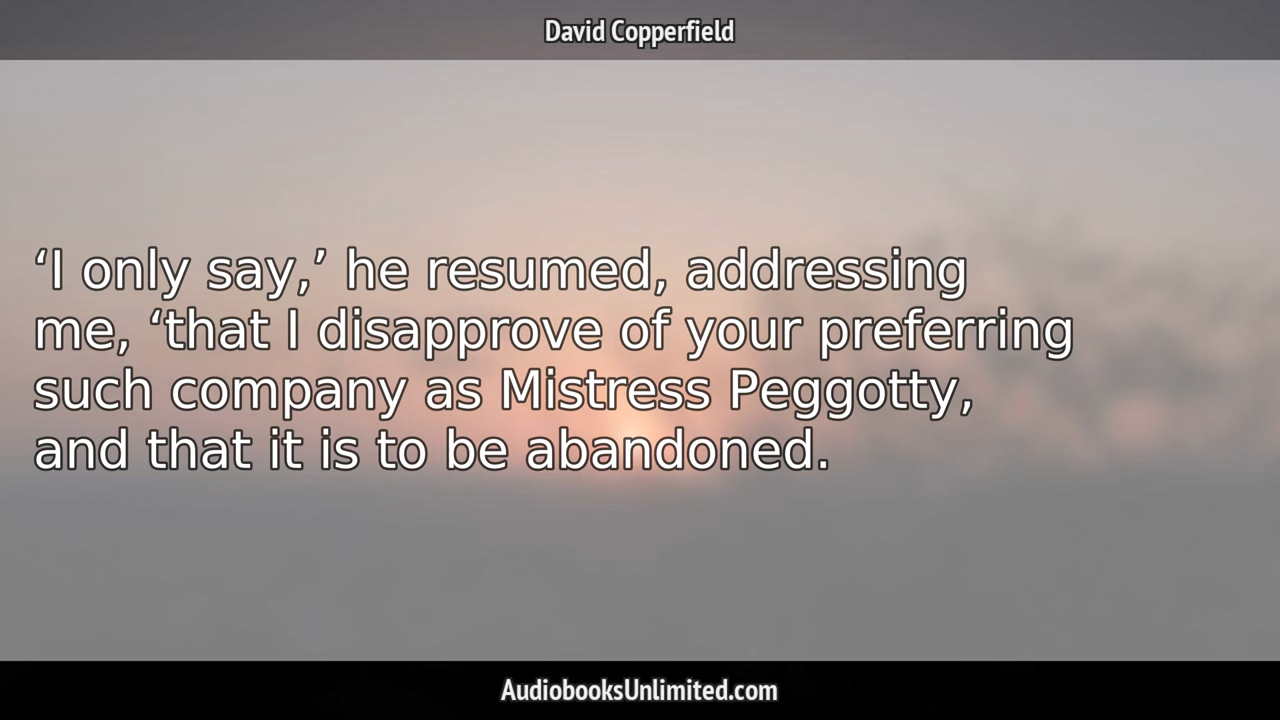 David Copperfield
‘I only say,’ he resumed, addressing
me, ‘that I disapprove of your preferring
such company as Mistress Peggotty,
and that it is to be abandoned.
AudiobooksUnlimited.com